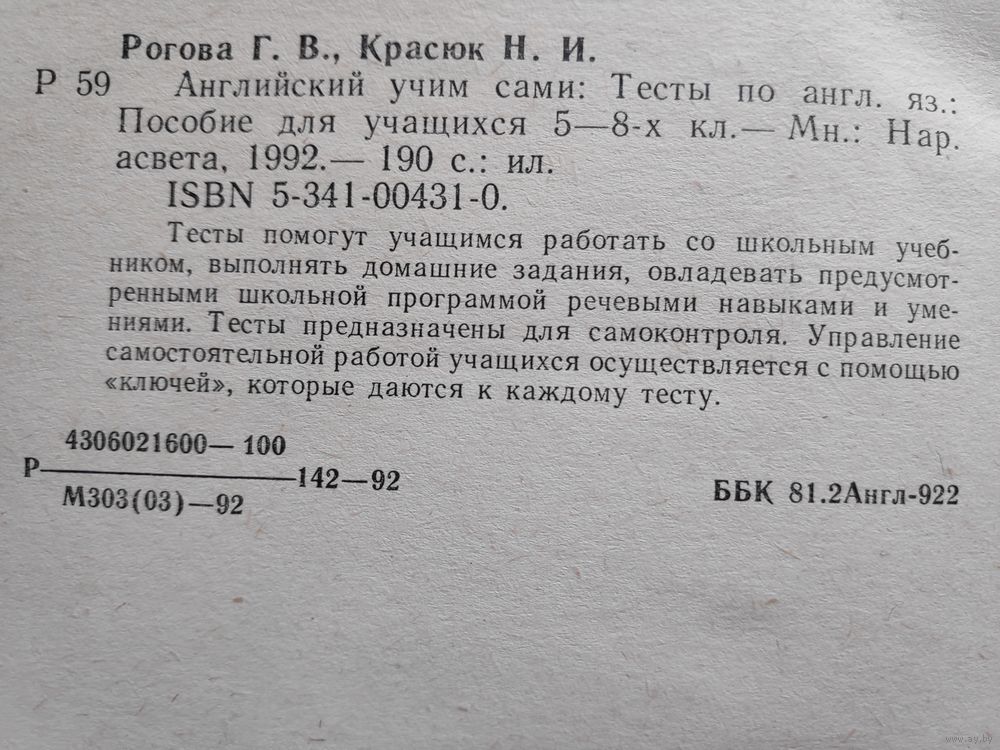 Рогова Г. В., Красюк Н. И.
Р 59 Английский учим сами: Тесты по англ. яз.:
Пособие для учащихся 5—8-х кл.— Мн.: Нар.
асвета, 1992.— 190 с.: ил.
ISBN 5-341-00431-0.
Тесты помогут учащимся работать со школьным учеб-
ником, выполнять домашние задания, овладевать предусмот-
ренными школьной программой речевыми навыками и уме-
ниями. Тесты предназначены для самоконтроля. Управление
самостоятельной работой учащихся осуществляется с помощью
«ключей», которые даются к каждому тесту.
4306021600— 100
Р 142—92
М303(03)—92
ББК 81.2Англ-922
www.ay.by